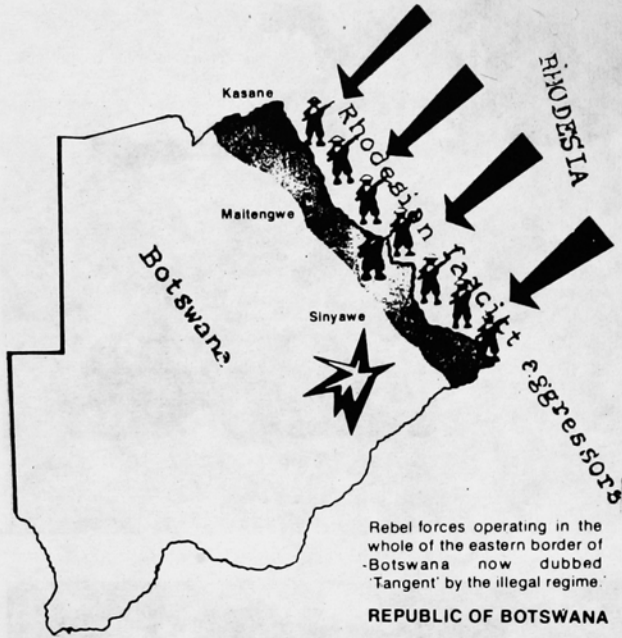 Kasane
RHODESIA
Rhodesian faccitt aggressors
Maitengwe
Botswana
Sinyawe
Rebel forces operating in the
whole of the eastern border of
Botswana now dubbed
'Tangent' by the illegal regime.
REPUBLIC OF BOTSWANA